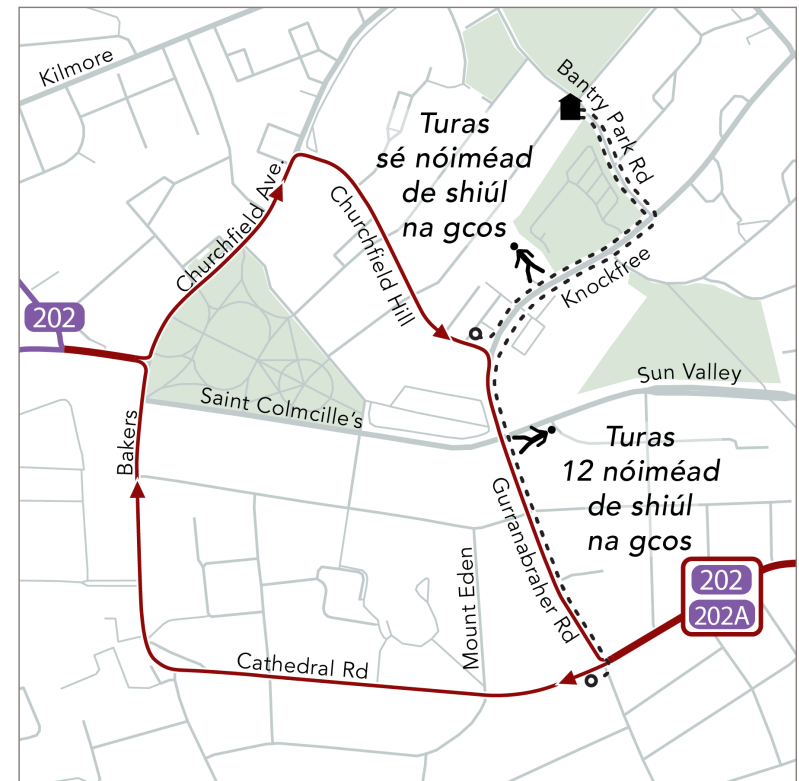 Kilmore
Bantry Park Rd
Turas
sé nóiméad
de shiúl
na gcos
Churchfield Ave.
Churchfield Hill
Knockfree
202
Sun Valley
Saint Colmcille's
Bakers
Turas
12 nóiméad
de shiúl
na gcos
Gurranabraher Rd
Mount Eden
202
202A
Cathedral Rd